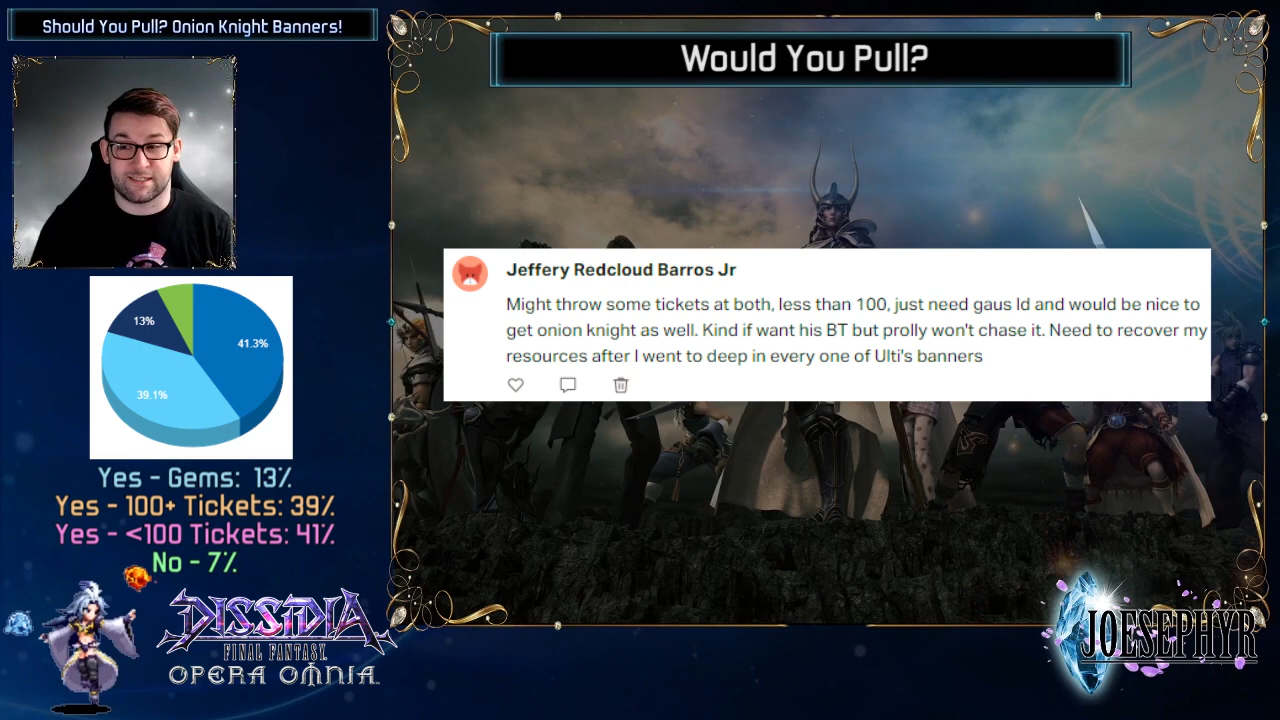 Should You Pull? Onion Knight Banners!
Would You Pull?
Jeffery Redcloud Barros Jr
Might throw some tickets at both, less than 100, just need gaus ld and would be nice to
get onion knight as well. Kind if want his BT but prolly won't chase it. Need to recover my
resources after I went to deep in every one of Ulti's banners
13%
41.3%
39.1%
Yes - Gems: 13%
Yes - 100+ Tickets: 39%
Yes - <100 Tickets: 41%
No - 7%
DISSIDIA
FINAL FANTASY
OPERA OMNIA
JOESEPHYR